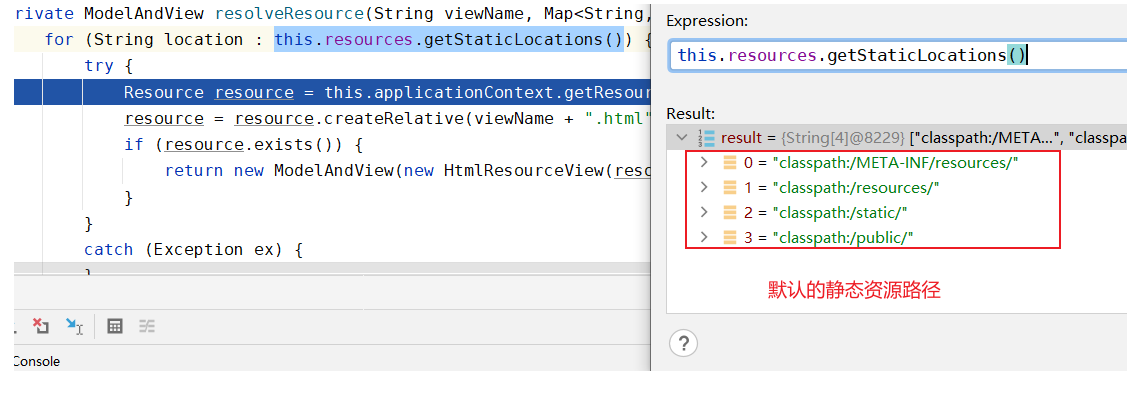 rivate ModelAndView resolveResource(String viewName, Map<String,
for (String location : this.resources.getStaticLocations()) {
try {
Resource resource = this.applicationContext.getResour
resource = resource.createRelative(viewName + ".html"
if (resource.exists()) {
return new ModelAndView(new HtmlResourceView(reso
}
}
catch (Exception ex) {
Console
Expression:
this.resources.getStaticLocations()
Result:
result = {String[4]@8229} ["classpath:/META...", "classpa
0 = "classpath:/META-INF/resources/"
1 = "classpath:/resources/"
2 = "classpath:/static/"
3 = "classpath:/public/"
默认的静态资源路径
?